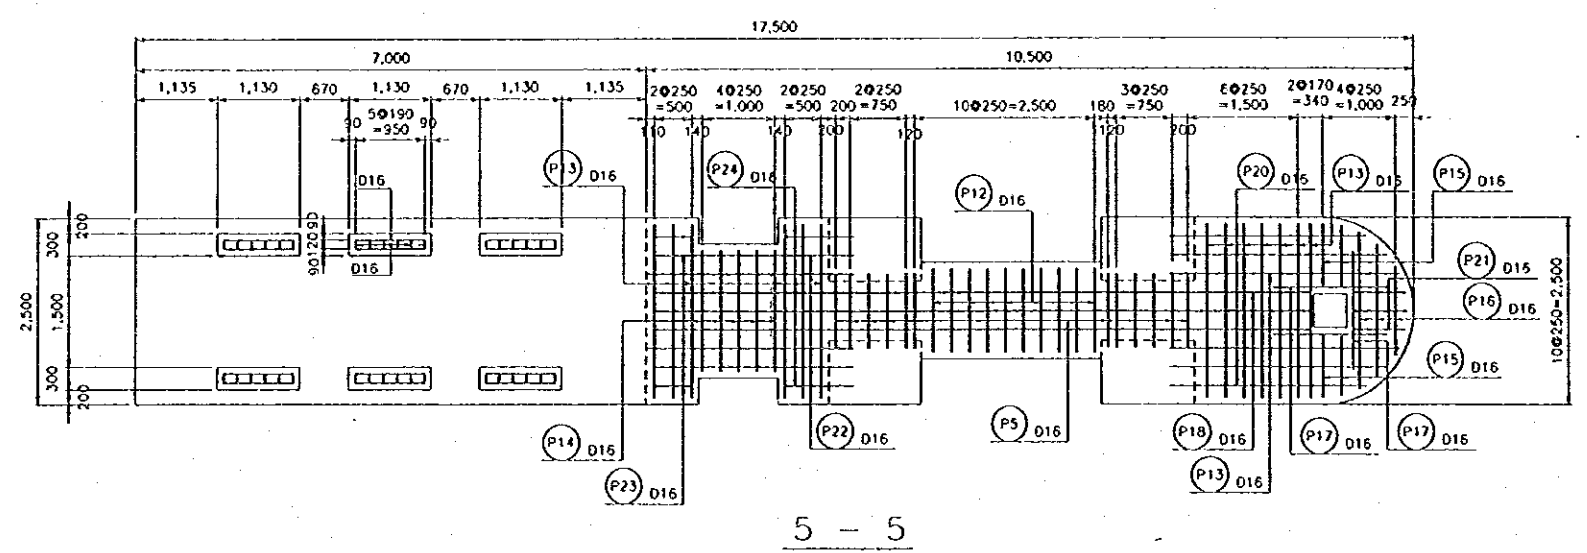 17,500
7,000
10,500
1,135
1,130
670
1,130
670
1,130
1,135
2@250
=500
4@250
=1,000
2@250
=500
200
2@250
=750
10@250=2,500
180
3@250
=750
6@250
=1,500
2@170
=340
4@250
=1,000
250
90
5@190
=950
90
110
140
140
200
120
120
200
P13
D16
P24
D16
P12
D16
P20
D16
P13
D16
P15
D16
D16
D16
200
300
1,500
2,500
300
200
90
120
90
P21
D16
P16
D16
P15
D16
10@250=2,500
P14
D16
P23
D16
P22
D16
P5
D16
P18
D16
P13
D16
P17
D16
P17
D16
5 - 5